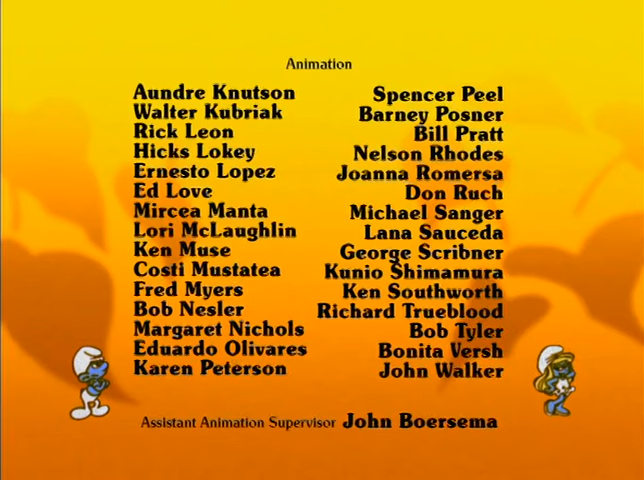 Animation
Aundre Knutson
Walter Kubriak
Rick Leon
Hicks Lokey
Ernesto Lopez
Ed Love
Mircea Manta
Lori McLaughlin
Ken Muse
Costi Mustatea
Fred Myers
Bob Nesler
Margaret Nichols
Eduardo Olivares
Karen Peterson
Spencer Peel
Barney Posner
Bill Pratt
Nelson Rhodes
Joanna Romersa
Don Ruch
Michael Sanger
Lana Sauceda
George Scribner
Kunio Shimamura
Ken Southworth
Richard Trueblood
Bob Tyler
Bonita Versh
John Walker
Assistant Animation Supervisor John Boersema